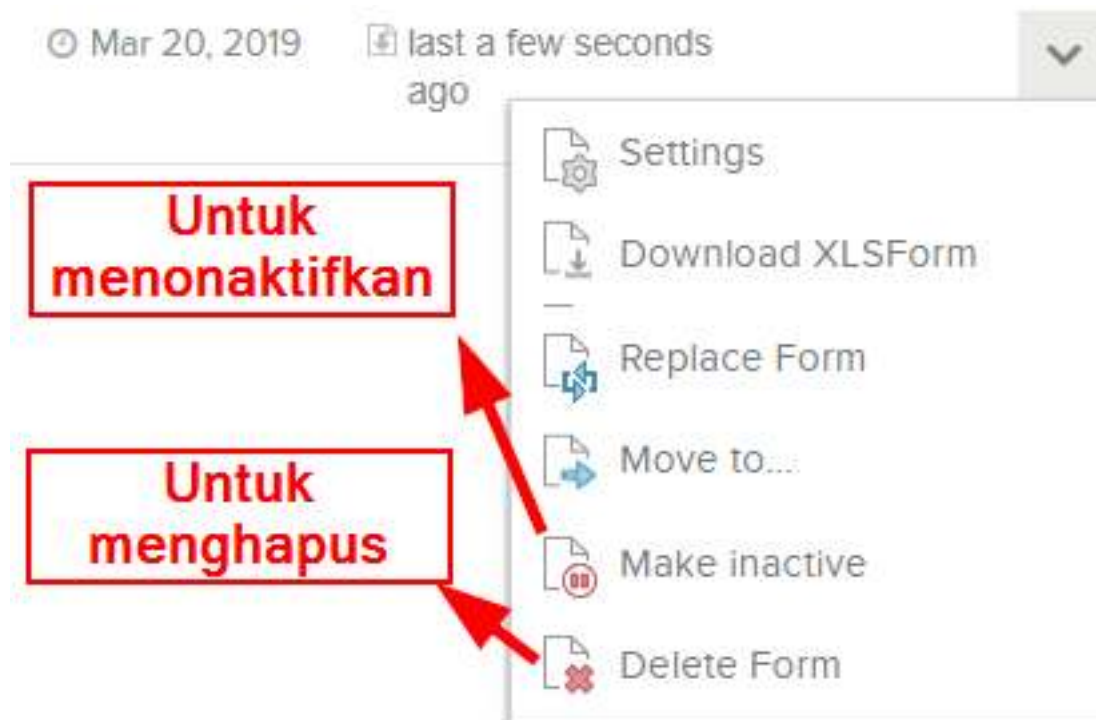 Mar 20, 2019
last a few seconds
ago
Settings
Untuk
menonaktifkan
Download XLSForm
Replace Form
Move to...
Untuk
menghapus
Make inactive
Delete Form